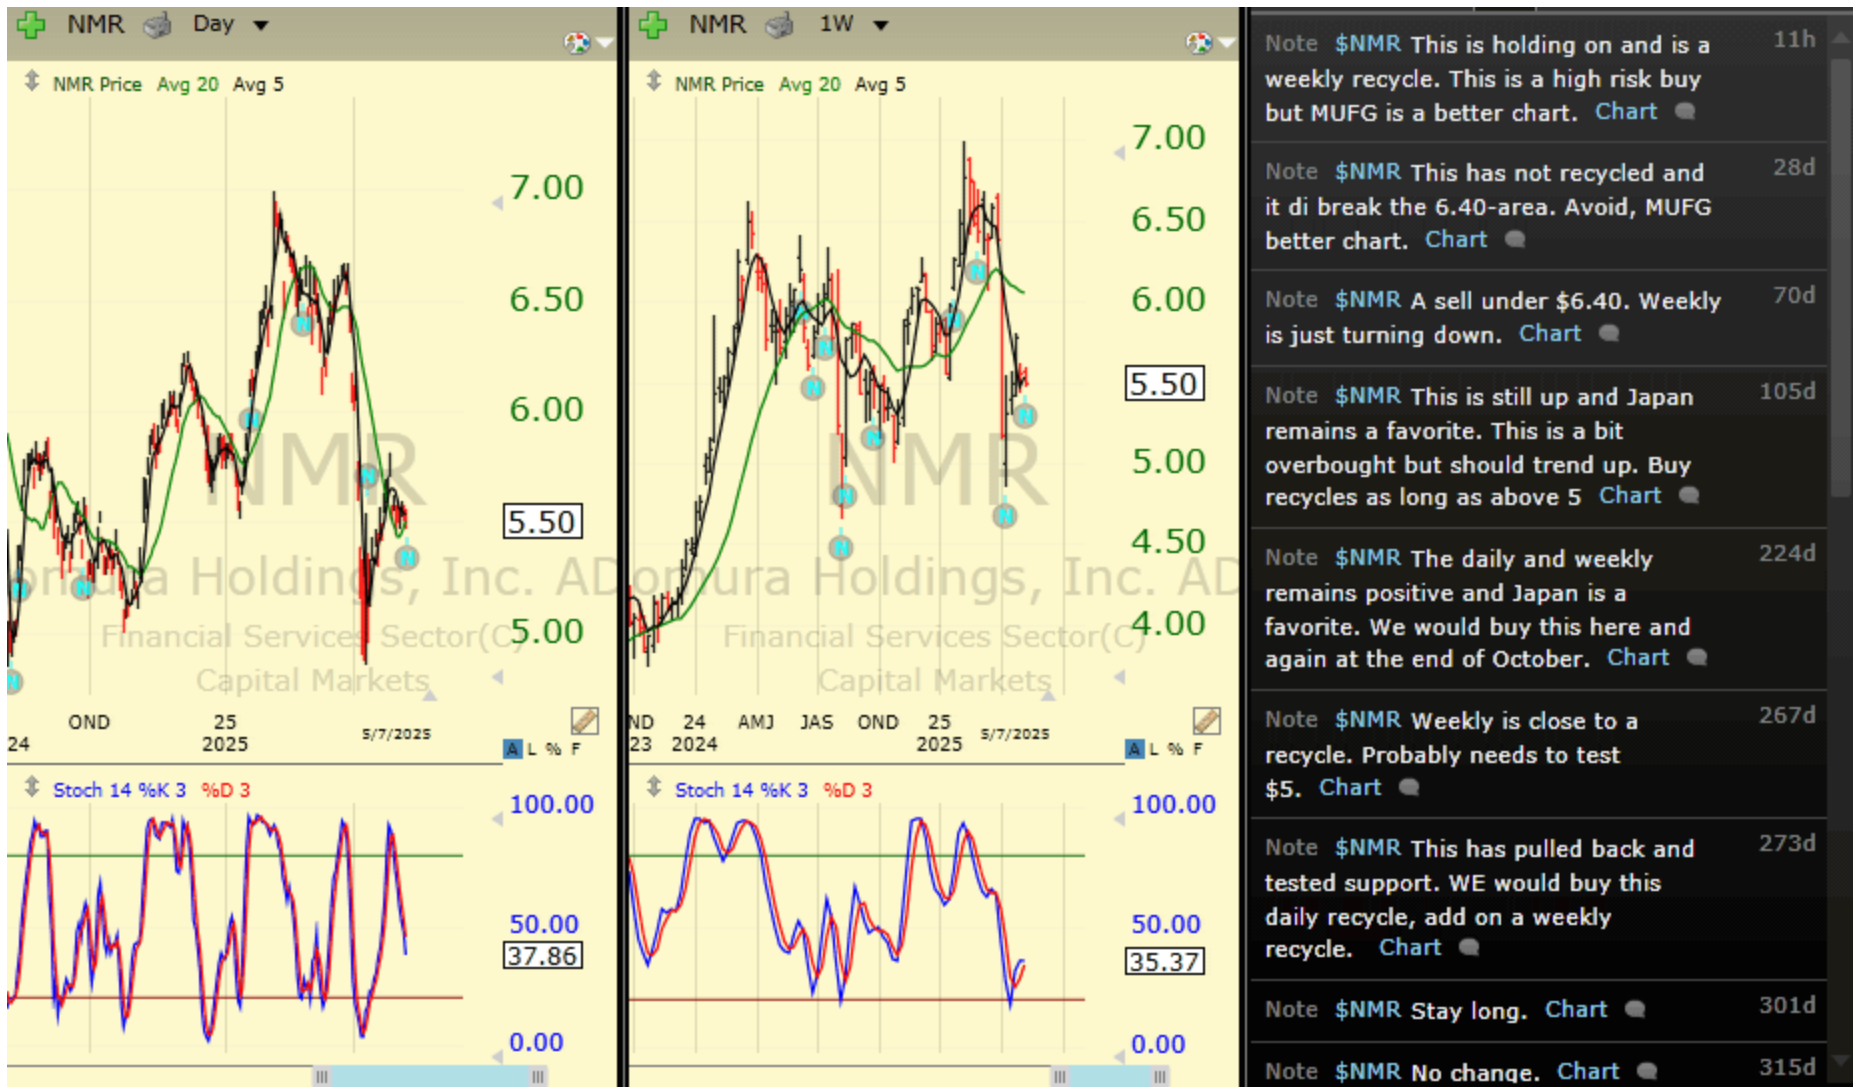 NMR Day
NMR Price Avg 20 Avg 5
7.00
6.50
6.00
5.50
5.00
NMR
Holdings, Inc. AD
Financial Services Sector(C)
Capital Markets
OND 25
24 2025 5/7/2025
A L % F
Stoch 14 %K 3 %D 3
100.00
50.00
37.86
0.00
NMR 1W
NMR Price Avg 20 Avg 5
7.00
6.50
6.00
5.50
5.00
4.50
4.00
NMR
omura Holdings, Inc. AD
Financial Services Sector(C)
Capital Markets
ND 24 AMJ JAS OND 25
23 2024 2025 5/7/2025
A L % F
Stoch 14 %K 3 %D 3
100.00
50.00
35.37
0.00
Note $NMR This is holding on and is a 11h
weekly recycle. This is a high risk buy
but MUFG is a better chart. Chart
Note $NMR This has not recycled and 28d
it di break the 6.40-area. Avoid, MUFG
better chart. Chart
Note $NMR A sell under $6.40. Weekly 70d
is just turning down. Chart
Note $NMR This is still up and Japan 105d
remains a favorite. This is a bit
overbought but should trend up. Buy
recycles as long as above 5 Chart
Note $NMR The daily and weekly 224d
remains positive and Japan is a
favorite. We would buy this here and
again at the end of October. Chart
Note $NMR Weekly is close to a 267d
recycle. Probably needs to test
$5. Chart
Note $NMR This has pulled back and 273d
tested support. WE would buy this
daily recycle, add on a weekly
recycle. Chart
Note $NMR Stay long. Chart 301d
Note $NMR No change. Chart 315d